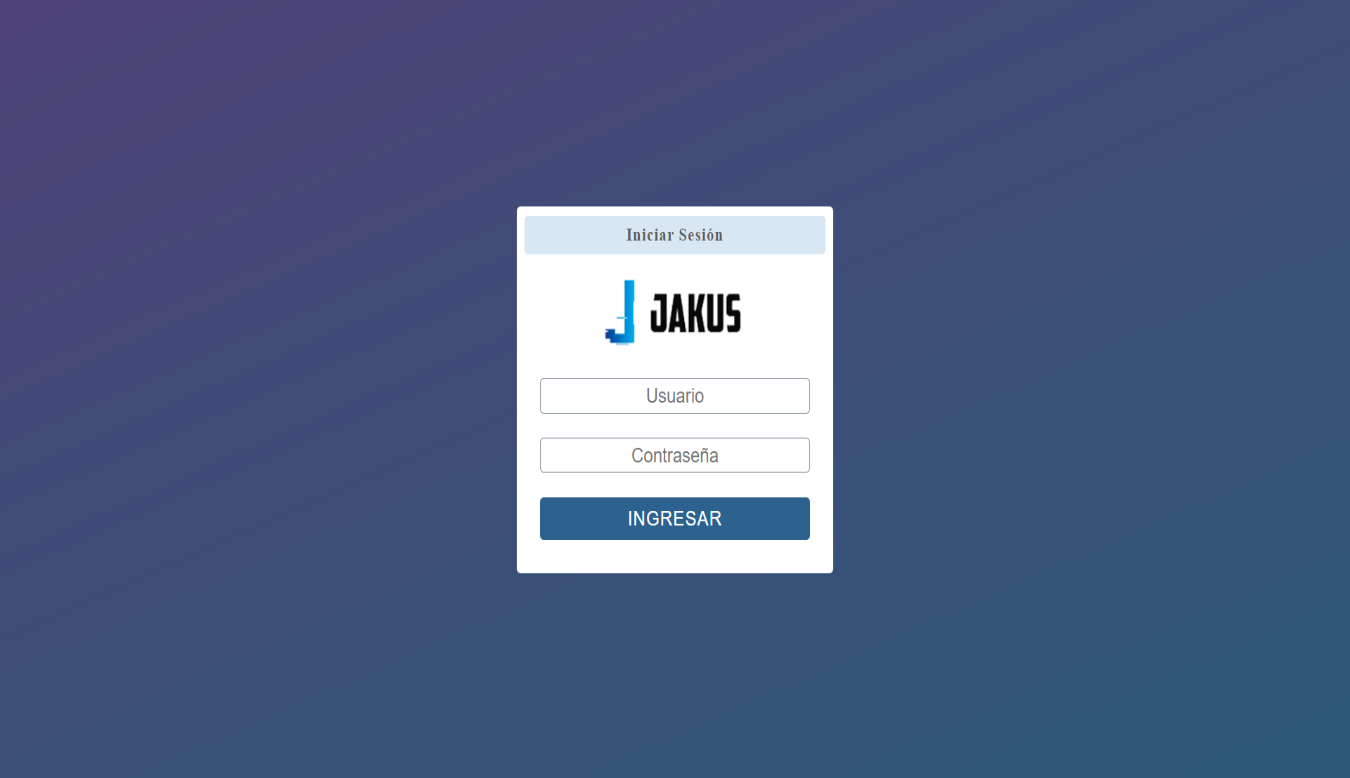 Iniciar Sesión
JAKUS
Usuario
Contraseña
INGRESAR